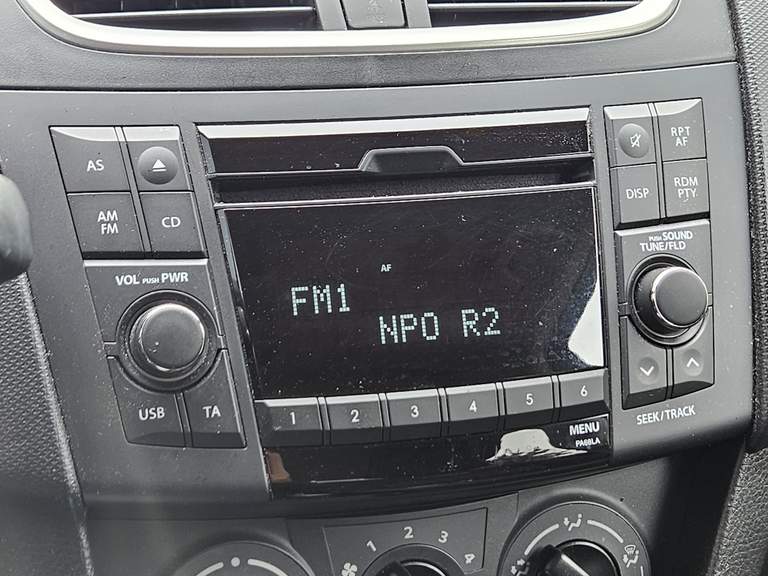 AS
AM
FM
CD
VOL PUSH PWR
USB
TA
AF
FM1
NPO R2
1 2 3 4 5 6
MENU
PA08LA
RPT
AF
DISP
RDM
PTY
PUSH SOUND
TUNE/FLD
SEEK/TRACK
1 2 3 4